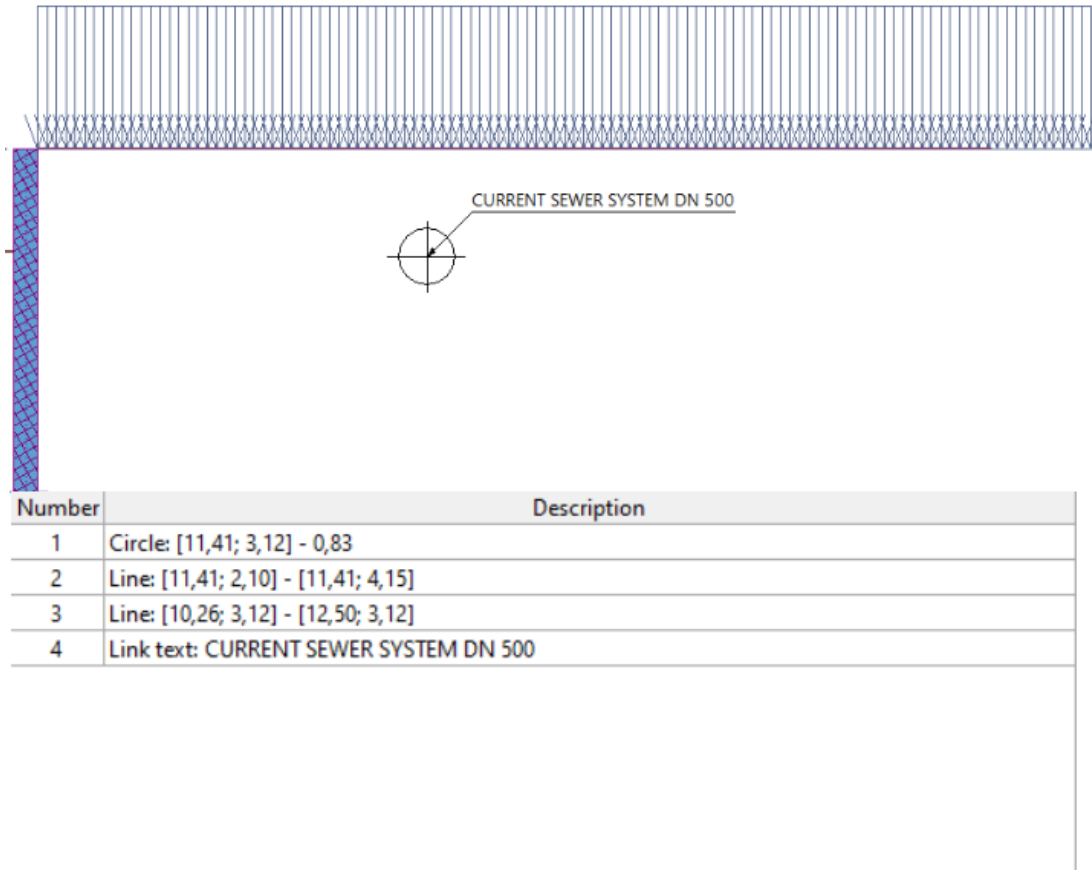 CURRENT SEWER SYSTEM DN 500
Number Description
1 Circle: [11,41; 3,12] - 0,83
2 Line: [11,41; 2,10] - [11,41; 4,15]
3 Line: [10,26; 3,12] - [12,50; 3,12]
4 Link text: CURRENT SEWER SYSTEM DN 500